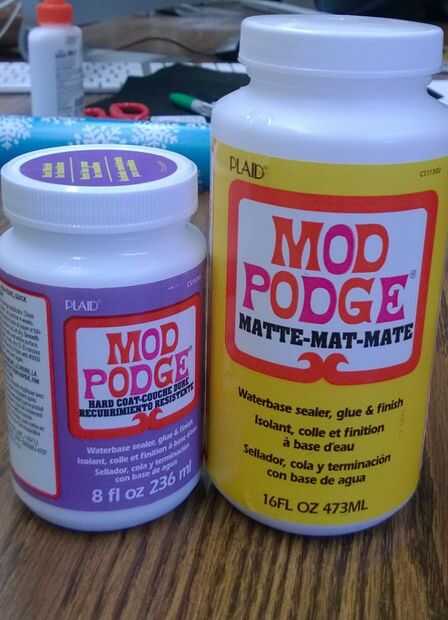 PLAID
MOD
PODGE
HARD COAT-COUCHE DURE
RECUBRIMIENTO RESISTENTE
Waterbase sealer, glue & finish
Isolant, colle et finition à base d'eau
Sellador, cola y terminación
con base de agua
8 fl oz 236 ml
PLAID®
MOD
PODGE®
MATTE-MAT-MATE
Waterbase sealer, glue & finish
Isolant, colle et finition
à base d'eau
Sellador, cola y terminación
con base de agua
16FL OZ 473ML